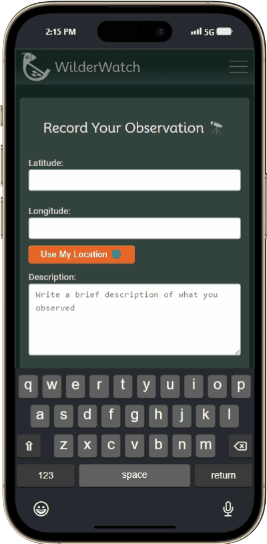 2:15 PM
5G
WilderWatch
Record Your Observation
Latitude:
Longitude:
Use My Location
Description:
Write a brief description of what you
observed
q w e r t y u i o p
a s d f g h j k l
z x c v b n m
123 space return